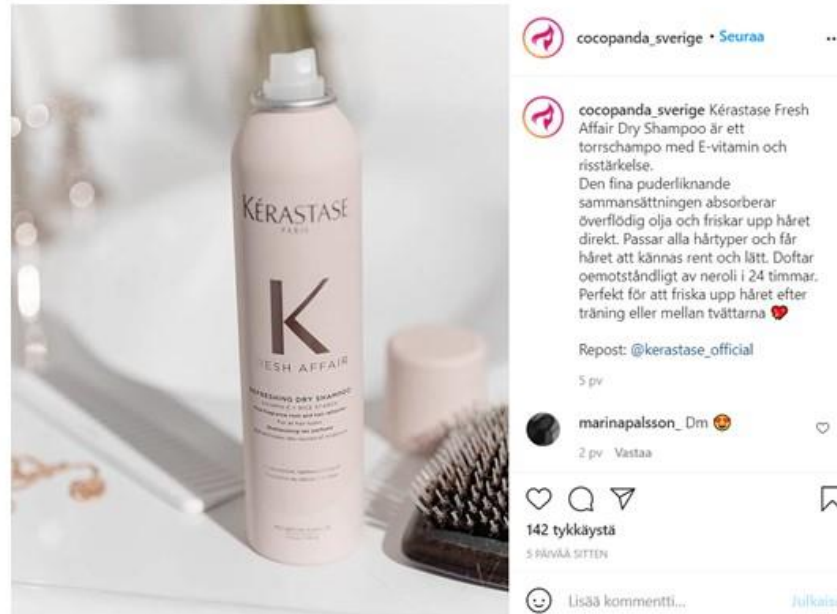 KÉRASTASE
PARIS
K
ESH AFFAIR
REFRESHING DRY SHAMPOO
VITAMIN E + RICE STARCH
cocopanda_sverige • Seuraa
cocopanda_sverige Kérastase Fresh
Affair Dry Shampoo är ett
torrschampo med E-vitamin och
risstärkelse.
Den fina puderliknande
sammansättningen absorberar
överflödig olja och friskar upp håret
direkt. Passar alla hårtyper och får
håret att kännas rent och lätt. Doftar
oemotståndligt av neroli i 24 timmar.
Perfekt för att friska upp håret efter
träning eller mellan tvättarna 💖
Repost: @kerastase_official
5 pv
marinapalsson_ Dm 😍
2 pv Vastaa
142 tykkäystä
5 PÄIVÄÄ SITTEN
Lisää kommentti...
Julkaise